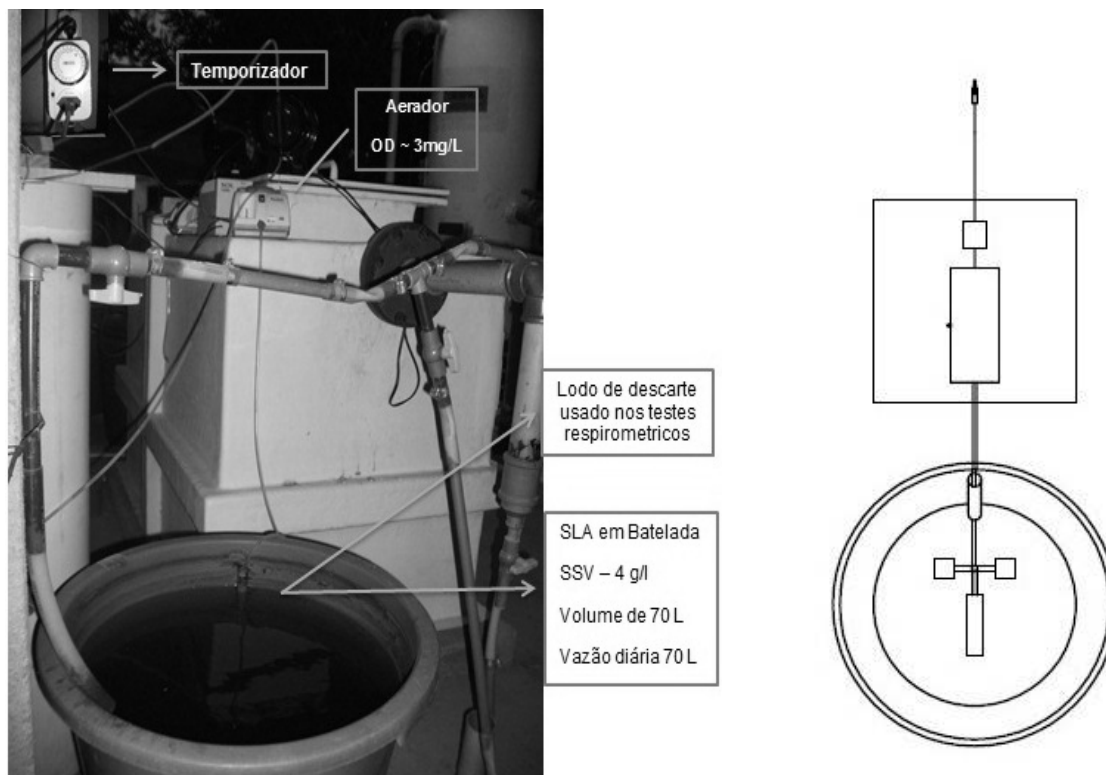 Temporizador
Aerador
OD ~ 3mg/L
Lodo de descarte
usado nos testes
respirometricos
SLA em Batelada
SSV – 4 g/l
Volume de 70 L
Vazão diária 70 L